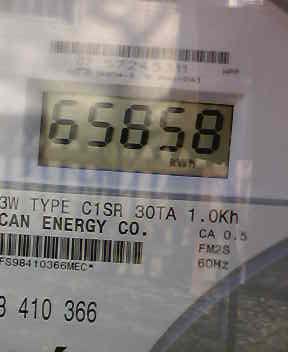 65858
KWH
3W TYPE C1SR 30TA 1.0Kh
CAN ENERGY CO.
CA 0.5
FM2S
60Hz
FS98410366MEC*
8 410 366